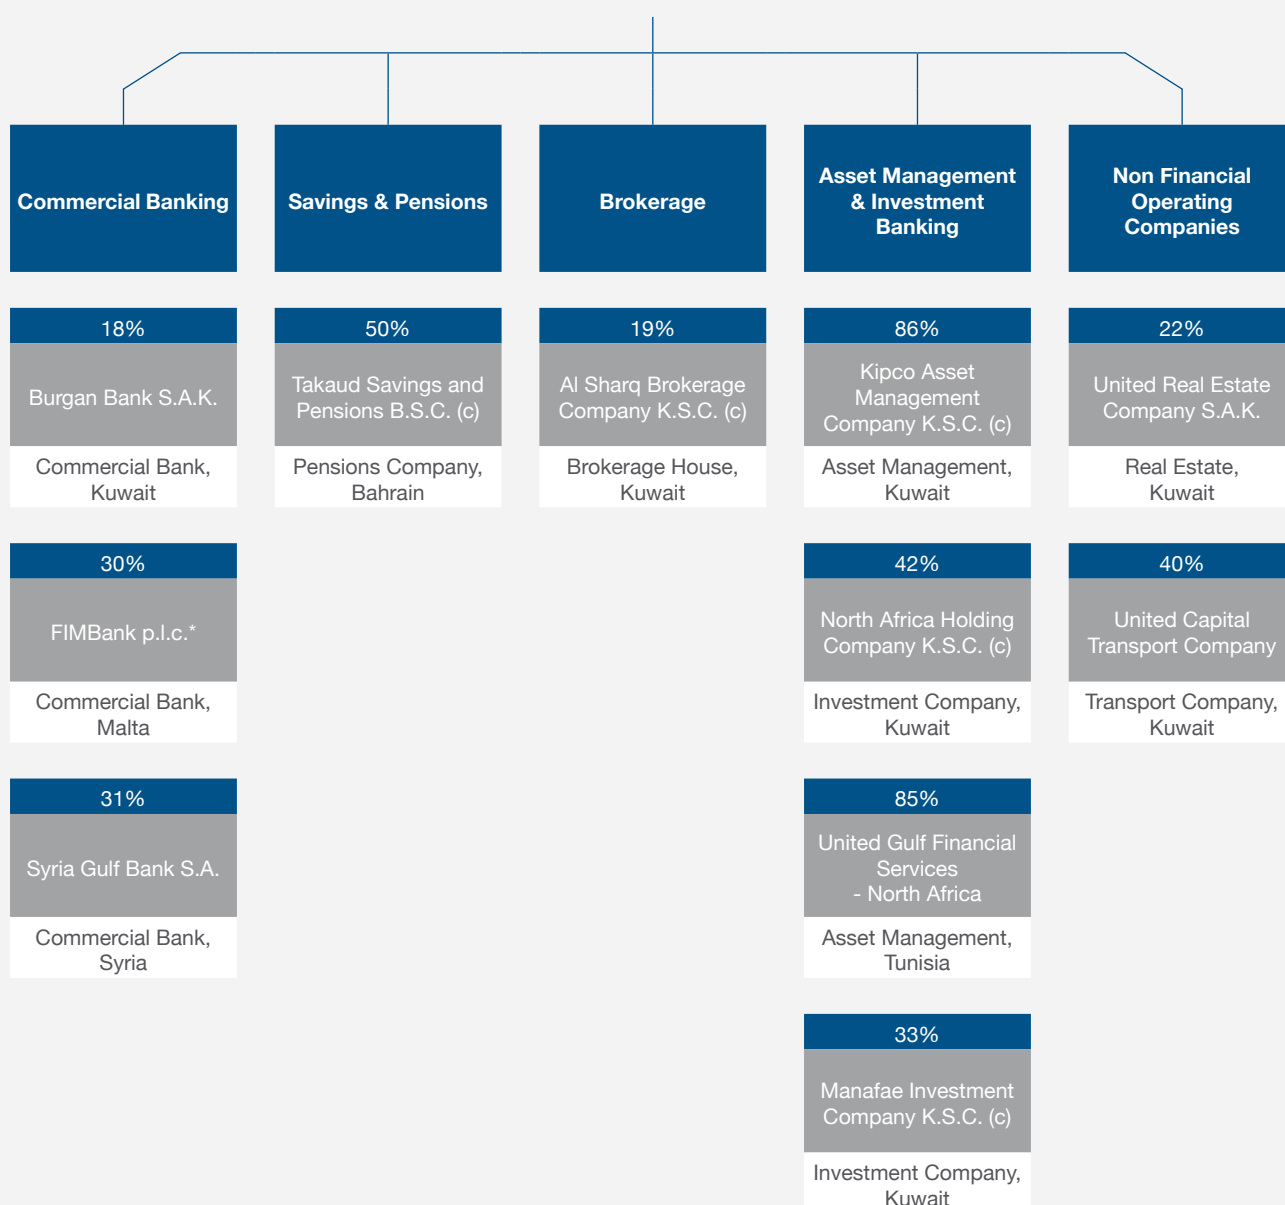 Commercial Banking
Savings & Pensions
Brokerage
Asset Management
& Investment
Banking
Non Financial
Operating
Companies
18%
Burgan Bank S.A.K.
Commercial Bank,
Kuwait
30%
FIMBank p.l.c.*
Commercial Bank,
Malta
31%
Syria Gulf Bank S.A.
Commercial Bank,
Syria
50%
Takaud Savings and
Pensions B.S.C. (c)
Pensions Company,
Bahrain
19%
Al Sharq Brokerage
Company K.S.C. (c)
Brokerage House,
Kuwait
86%
Kipco Asset
Management
Company K.S.C. (c)
Asset Management,
Kuwait
42%
North Africa Holding
Company K.S.C. (c)
Investment Company,
Kuwait
85%
United Gulf Financial
Services
- North Africa
Asset Management,
Tunisia
33%
Manafae Investment
Company K.S.C. (c)
Investment Company,
Kuwait
22%
United Real Estate
Company S.A.K.
Real Estate,
Kuwait
40%
United Capital
Transport Company
Transport Company,
Kuwait